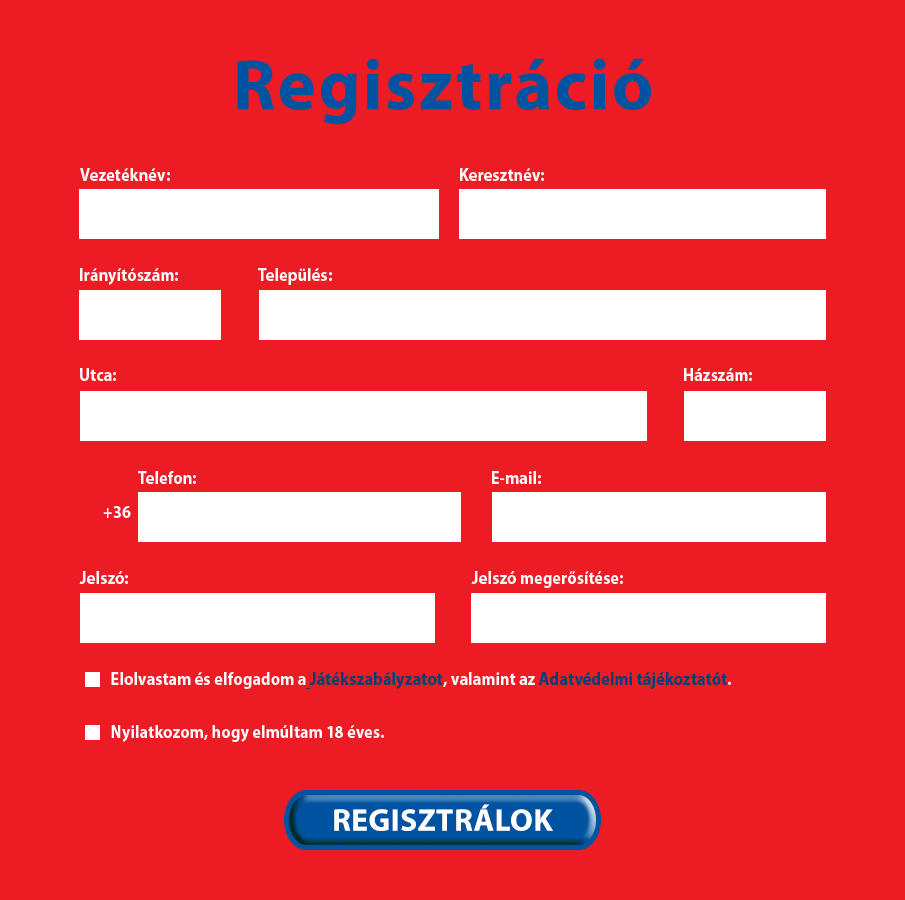 Regisztráció
Vezetéknév: Keresztnév:
Irányítószám: Település:
Utca: Házszám:
Telefon: E-mail:
+36
Jelszó: Jelszó megerősítése:
Elolvastam és elfogadom a Játékszabályzatot, valamint az Adatvédelmi tájékoztatót.
Nyilatkozom, hogy elmúltam 18 éves.
REGISZTRÁLOK